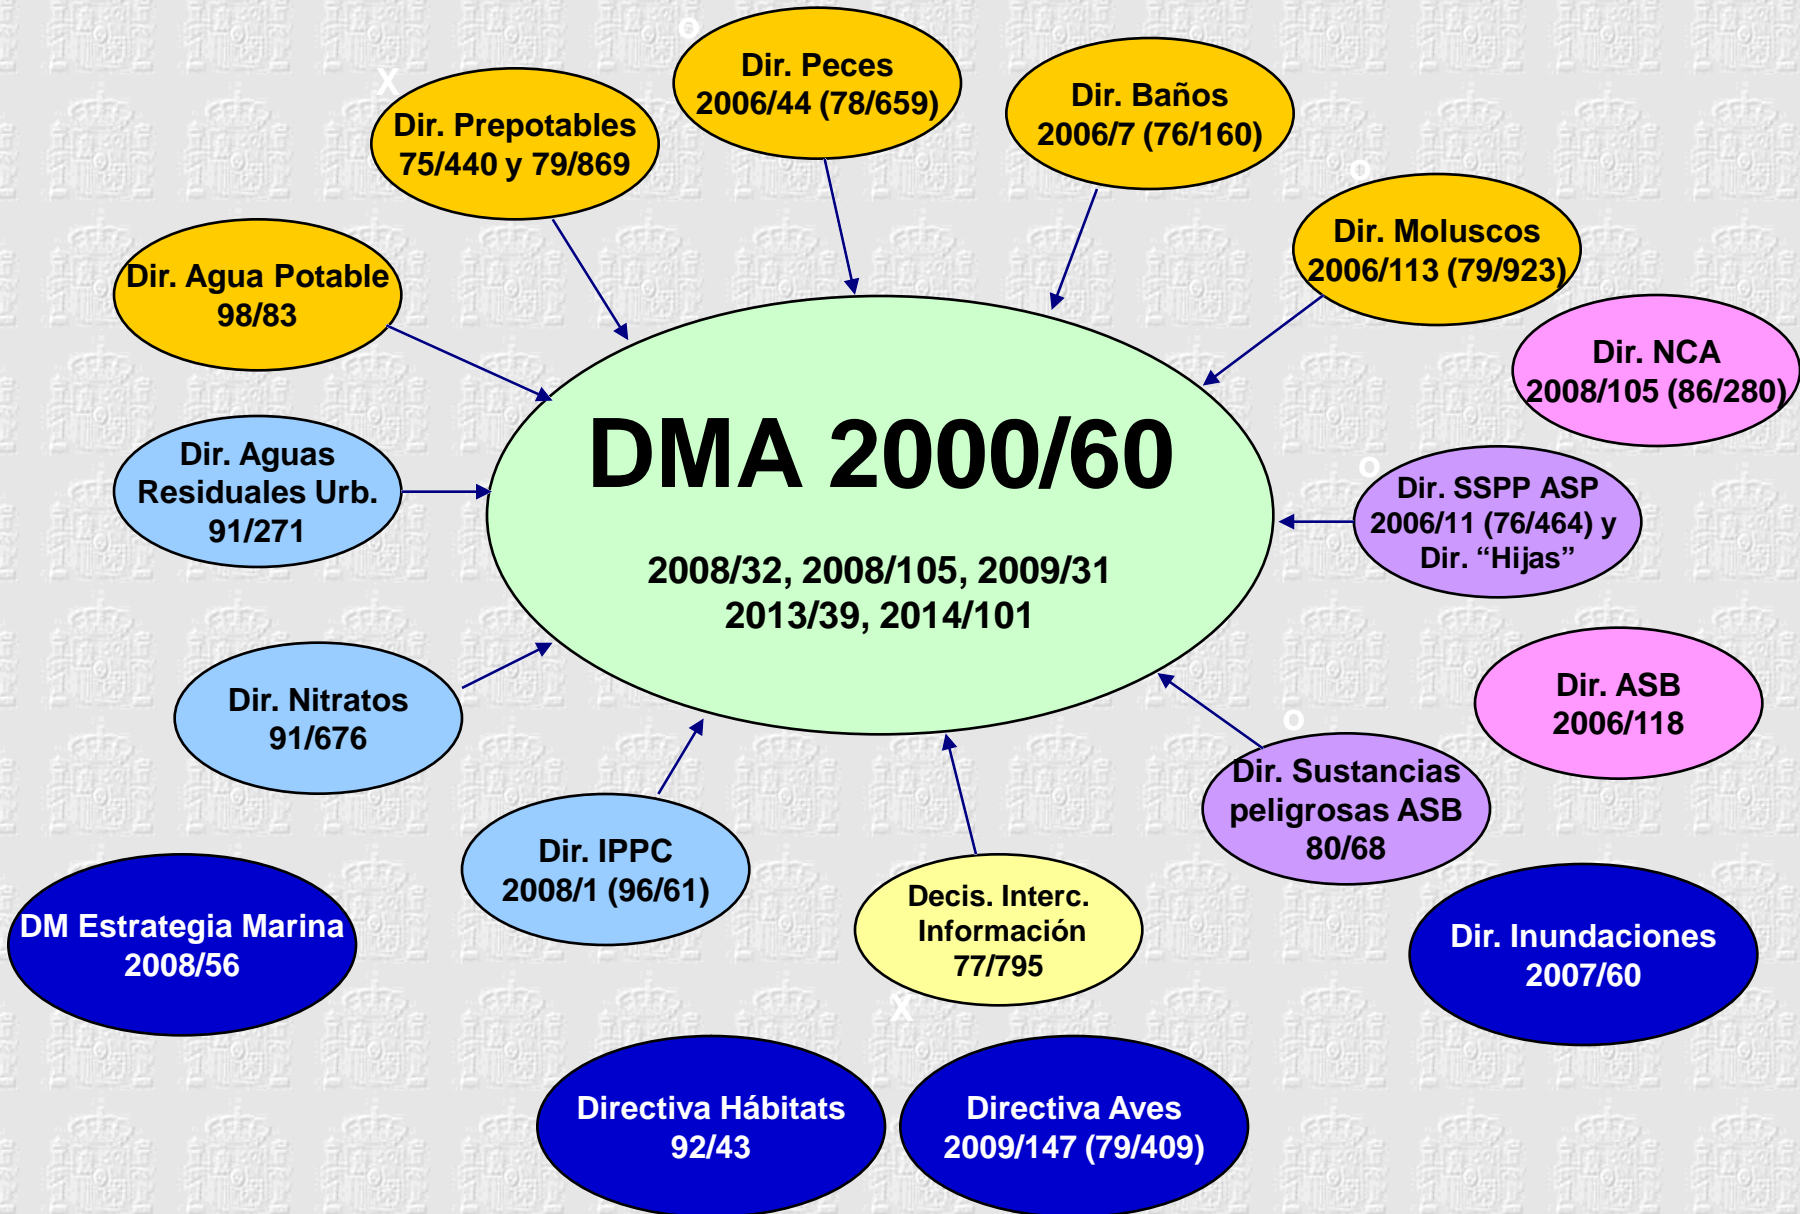 o
Dir. Peces
2006/44 (78/659)
X
Dir. Prepotables
75/440 y 79/869
Dir. Baños
2006/7 (76/160)
o
Dir. Moluscos
2006/113 (79/923)
Dir. Agua Potable
98/83
Dir. NCA
2008/105 (86/280)
DMA 2000/60
2008/32, 2008/105, 2009/31
2013/39, 2014/101
Dir. Aguas
Residuales Urb.
91/271
o
Dir. SSPP ASP
2006/11 (76/464) y
Dir. “Hijas”
Dir. Nitratos
91/676
Dir. ASB
2006/118
o
Dir. Sustancias
peligrosas ASB
80/68
Dir. IPPC
2008/1 (96/61)
Decis. Interc.
Información
77/795
X
DM Estrategia Marina
2008/56
Dir. Inundaciones
2007/60
Directiva Hábitats
92/43
Directiva Aves
2009/147 (79/409)